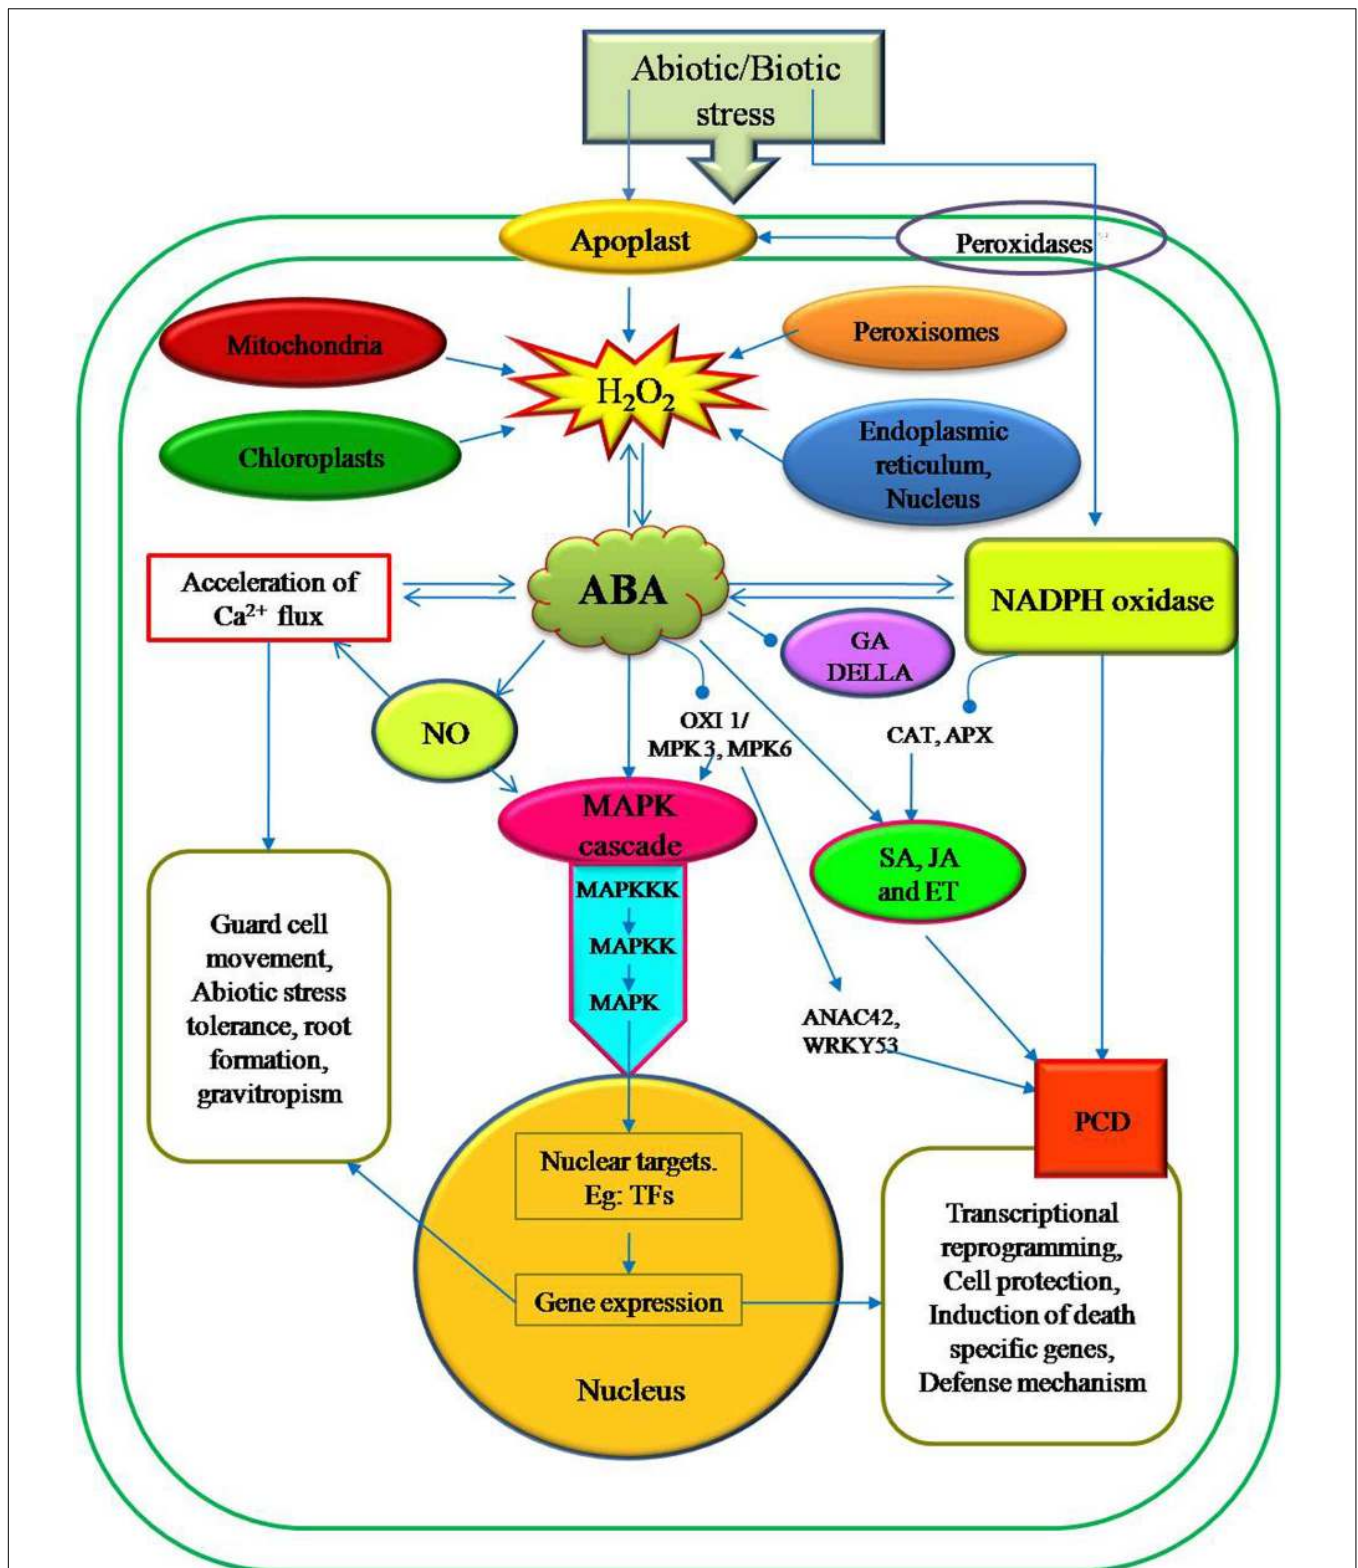 Abiotic/Biotic
stress
Apoplast
Peroxidases
Mitochondria
Peroxisomes
H₂O₂
Chloroplasts
Endoplasmic
reticulum,
Nucleus
Acceleration of
Ca²⁺ flux
ABA
NADPH oxidase
GA
DELLA
NO
OXI 1/
MPK3, MPK6
CAT, APX
MAPK
cascade
SA, JA
and ET
MAPKKK
MAPKK
MAPK
Guard cell
movement,
Abiotic stress
tolerance, root
formation,
gravitropism
ANAC42,
WRKY53
PCD
Nuclear targets.
Eg: TFs
Gene expression
Nucleus
Transcriptional
reprogramming,
Cell protection,
Induction of death
specific genes,
Defense mechanism